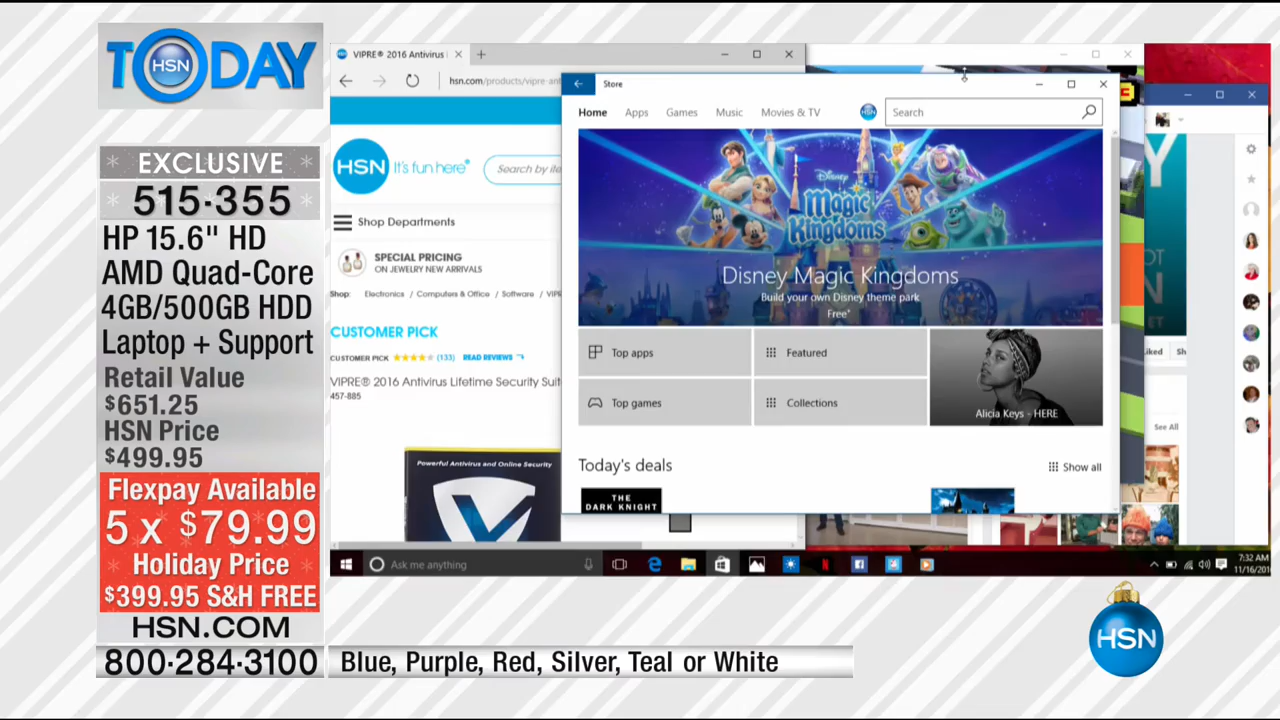 TODAY
HSN
EXCLUSIVE
515·355
HP 15.6" HD
AMD Quad-Core
4GB/500GB HDD
Laptop + Support
Retail Value
$651.25
HSN Price
$499.95
Flexpay Available
5 x $79.99
Holiday Price
$399.95 S&H FREE
HSN.COM
800·284·3100
Blue, Purple, Red, Silver, Teal or White
VIPRE® 2016 Antivirus
hsn.com/products/vipre-ant
HSN It's fun here®
Search by ite
Shop Departments
SPECIAL PRICING
ON JEWELRY NEW ARRIVALS
Shop: Electronics / Computers & Office / Software / VIP
CUSTOMER PICK
CUSTOMER PICK (133) READ REVIEWS
VIPRE® 2016 Antivirus Lifetime Security Suit
457-885
Powerful Antivirus and Online Security
Store
Home Apps Games Music Movies & TV HSN Search
Disney
Magic
Kingdoms
Disney Magic Kingdoms
Build your own Disney theme park
Free*
Top apps
Featured
Top games
Collections
Alicia Keys - HERE
Today's deals
Show all
THE
DARK KNIGHT
iked Sh
See All
Ask me anything
7:32 AM
11/16/201
HSN